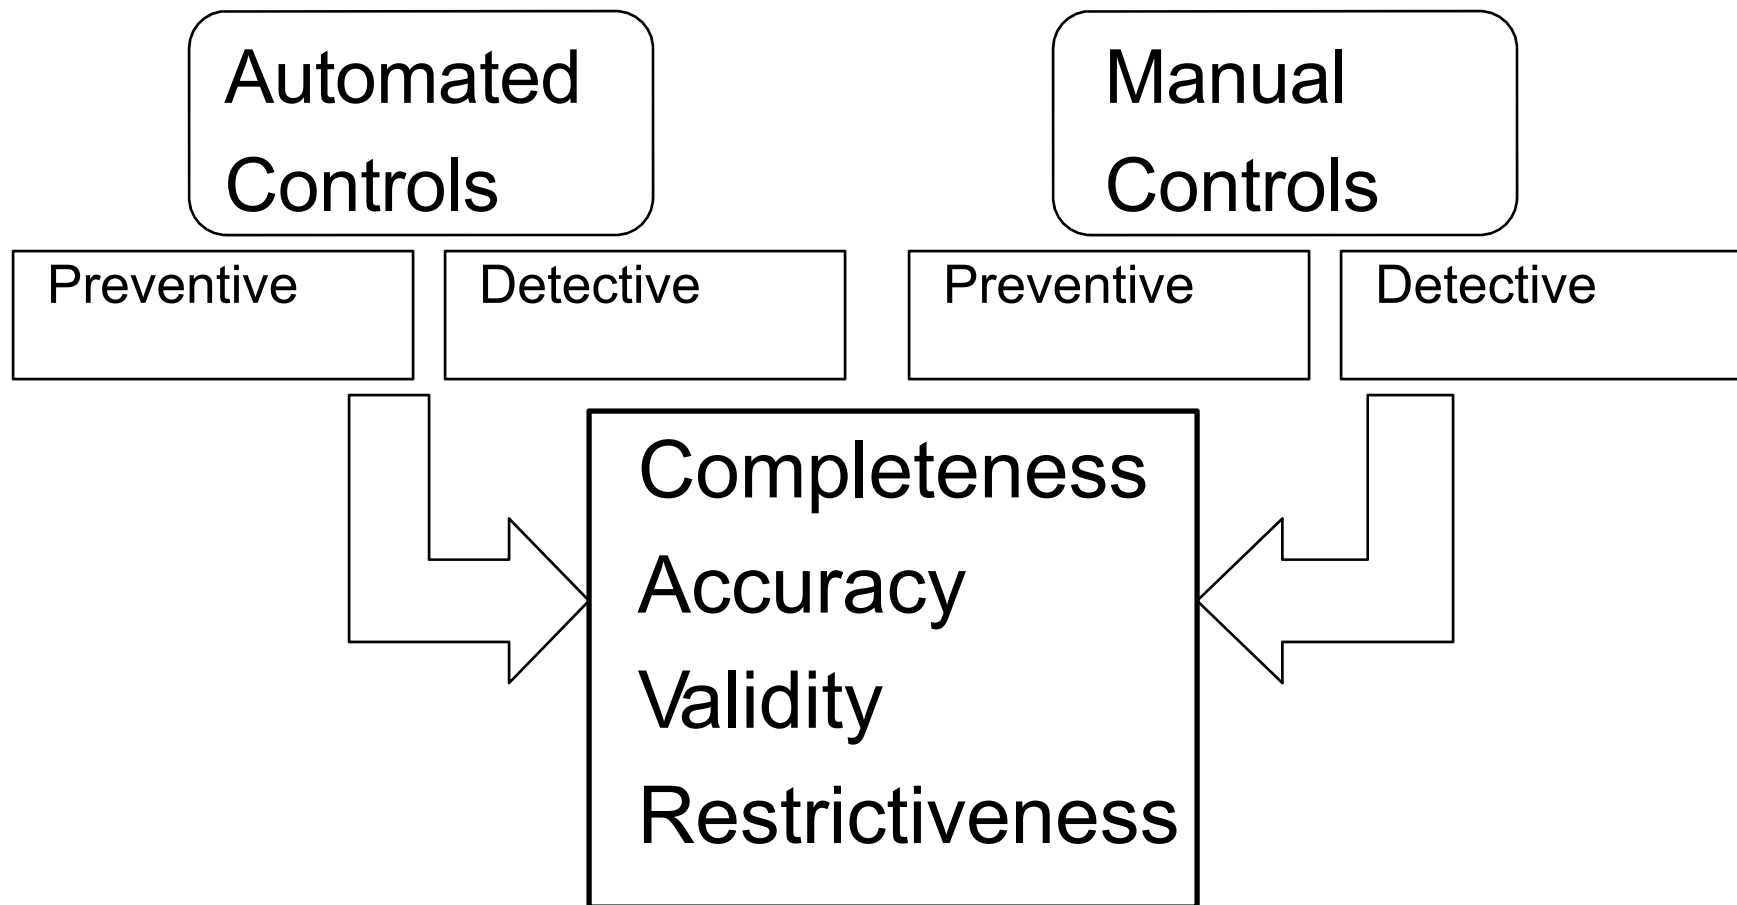 Automated
Controls
Manual
Controls
Preventive
Detective
Preventive
Detective
Completeness
Accuracy
Validity
Restrictiveness